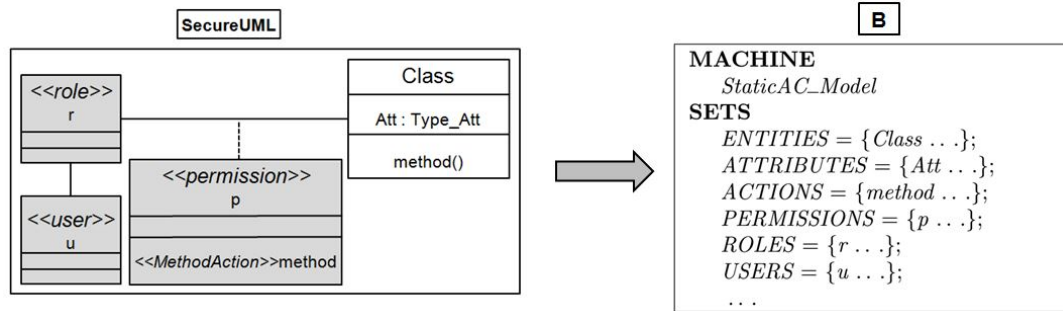 SecureUML
<<role>>
r
<<user>>
u
<<permission>>
p
<<MethodAction>>method
Class
Att : Type_Att
method()
B
MACHINE
StaticAC_Model
SETS
ENTITIES = {Class . . .};
ATTRIBUTES = {Att . . .};
ACTIONS = {method . . .};
PERMISSIONS = {p . . .};
ROLES = {r . . .};
USERS = {u . . .};
. . .